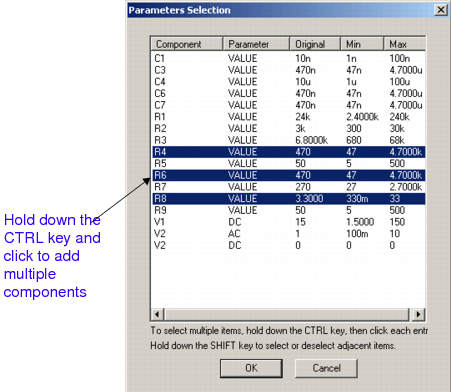 Parameters Selection
Component Parameter Original Min Max
C1 VALUE 10n 1n 100n
C3 VALUE 470n 47n 4.7000u
C4 VALUE 10u 1u 100u
C6 VALUE 470n 47n 4.7000u
C7 VALUE 470n 47n 4.7000u
R1 VALUE 24k 2.4000k 240k
R2 VALUE 3k 300 30k
R3 VALUE 6.8000k 680 68k
R4 VALUE 470 47 4.7000k
R5 VALUE 50 5 500
R6 VALUE 470 47 4.7000k
R7 VALUE 270 27 2.7000k
R8 VALUE 3.3000 330m 33
R9 VALUE 50 5 500
V1 DC 15 1.5000 150
V2 AC 1 100m 10
V2 DC 0 0 0
Hold down the
CTRL key and
click to add
multiple
components
To select multiple items, hold down the CTRL key, then click each entr
Hold down the SHIFT key to select or deselect adjacent items.
OK Cancel